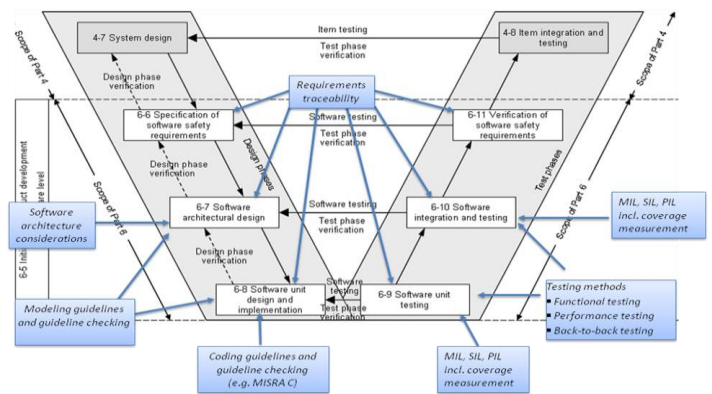 4-7 System design
Item testing
Test phase
verification
4-8 Item integration and
testing
Scope of Part 4
Scope of Part 4
Design phase
verification
Requirements
traceability
6-6 Specification of
software safety
requirements
Software testing
Test phase
verification
6-11 Verification of
software safety
requirements
Design phase
verification
Design phases
Test phases
Software
architecture
considerations
Scope of Part 6
6-7 Software
architectural design
Software testing
Test phase
verification
6-10 Software
integration and testing
Scope of Part 6
MIL, SIL, PIL
incl. coverage
measurement
Design phase
verification
Modeling guidelines
and guideline checking
6-8 Software unit
design and
implementation
Software
testing
Test phase
verification
6-9 Software unit
testing
Testing methods
▪ Functional testing
▪ Performance testing
▪ Back-to-back testing
Coding guidelines and
guideline checking
(e.g. MISRA C)
MIL, SIL, PIL
incl. coverage
measurement